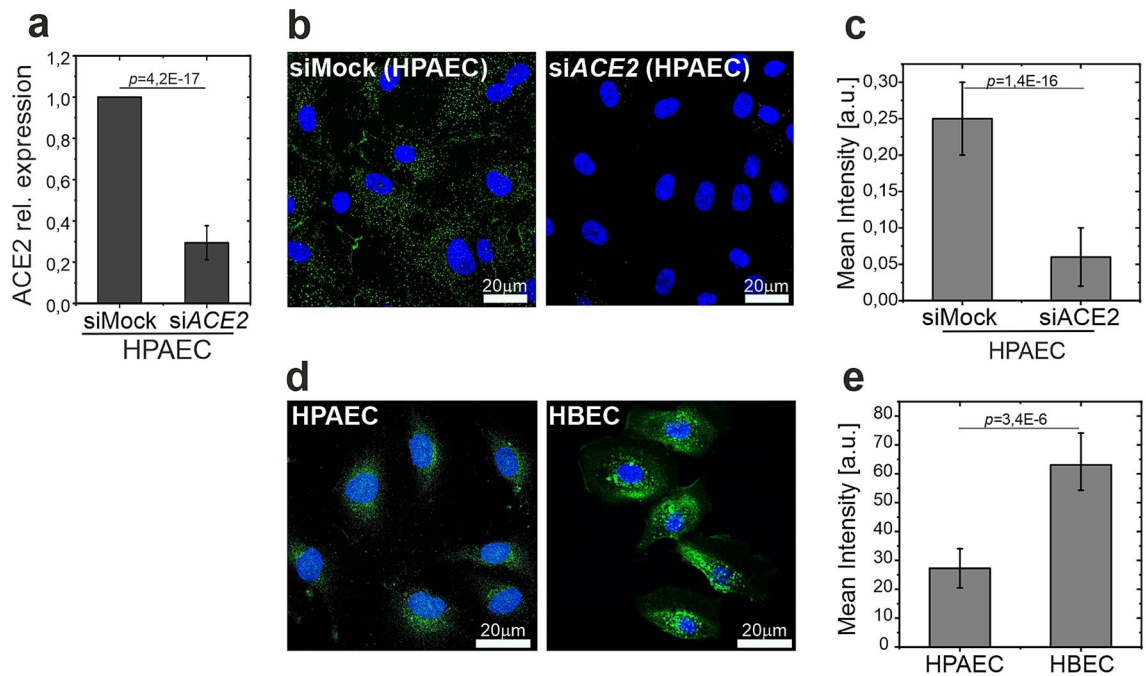 a
ACE2 rel. expression
1,2
1,0
0,8
0,6
0,4
0,2
0,0
p=4,2E-17
siMock siACE2
HPAEC
b
siMock (HPAEC)
20µm
siACE2 (HPAEC)
20µm
c
Mean Intensity [a.u.]
0,30
0,25
0,20
0,15
0,10
0,05
0,00
p=1,4E-16
siMock siACE2
HPAEC
d
HPAEC
20µm
HBEC
20µm
e
Mean Intensity [a.u.]
80
70
60
50
40
30
20
10
0
p=3,4E-6
HPAEC HBEC